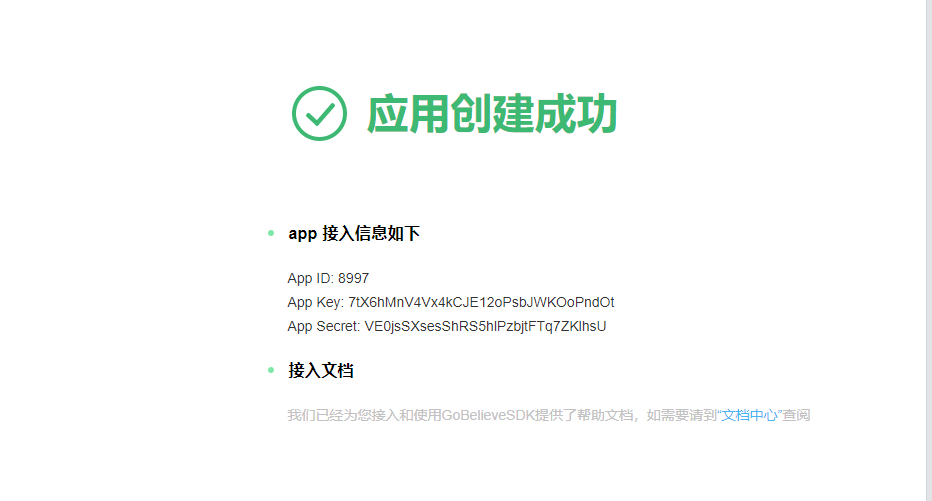 应用创建成功
app 接入信息如下
App ID: 8997
App Key: 7tX6hMnV4Vx4kCJE12oPsbJWKOoPndOt
App Secret: VE0jsSXsesShRS5hlPzbjtFTq7ZKlhsU
接入文档
我们已经为您接入和使用GoBelieveSDK提供了帮助文档，如需要请到“文档中心”查阅